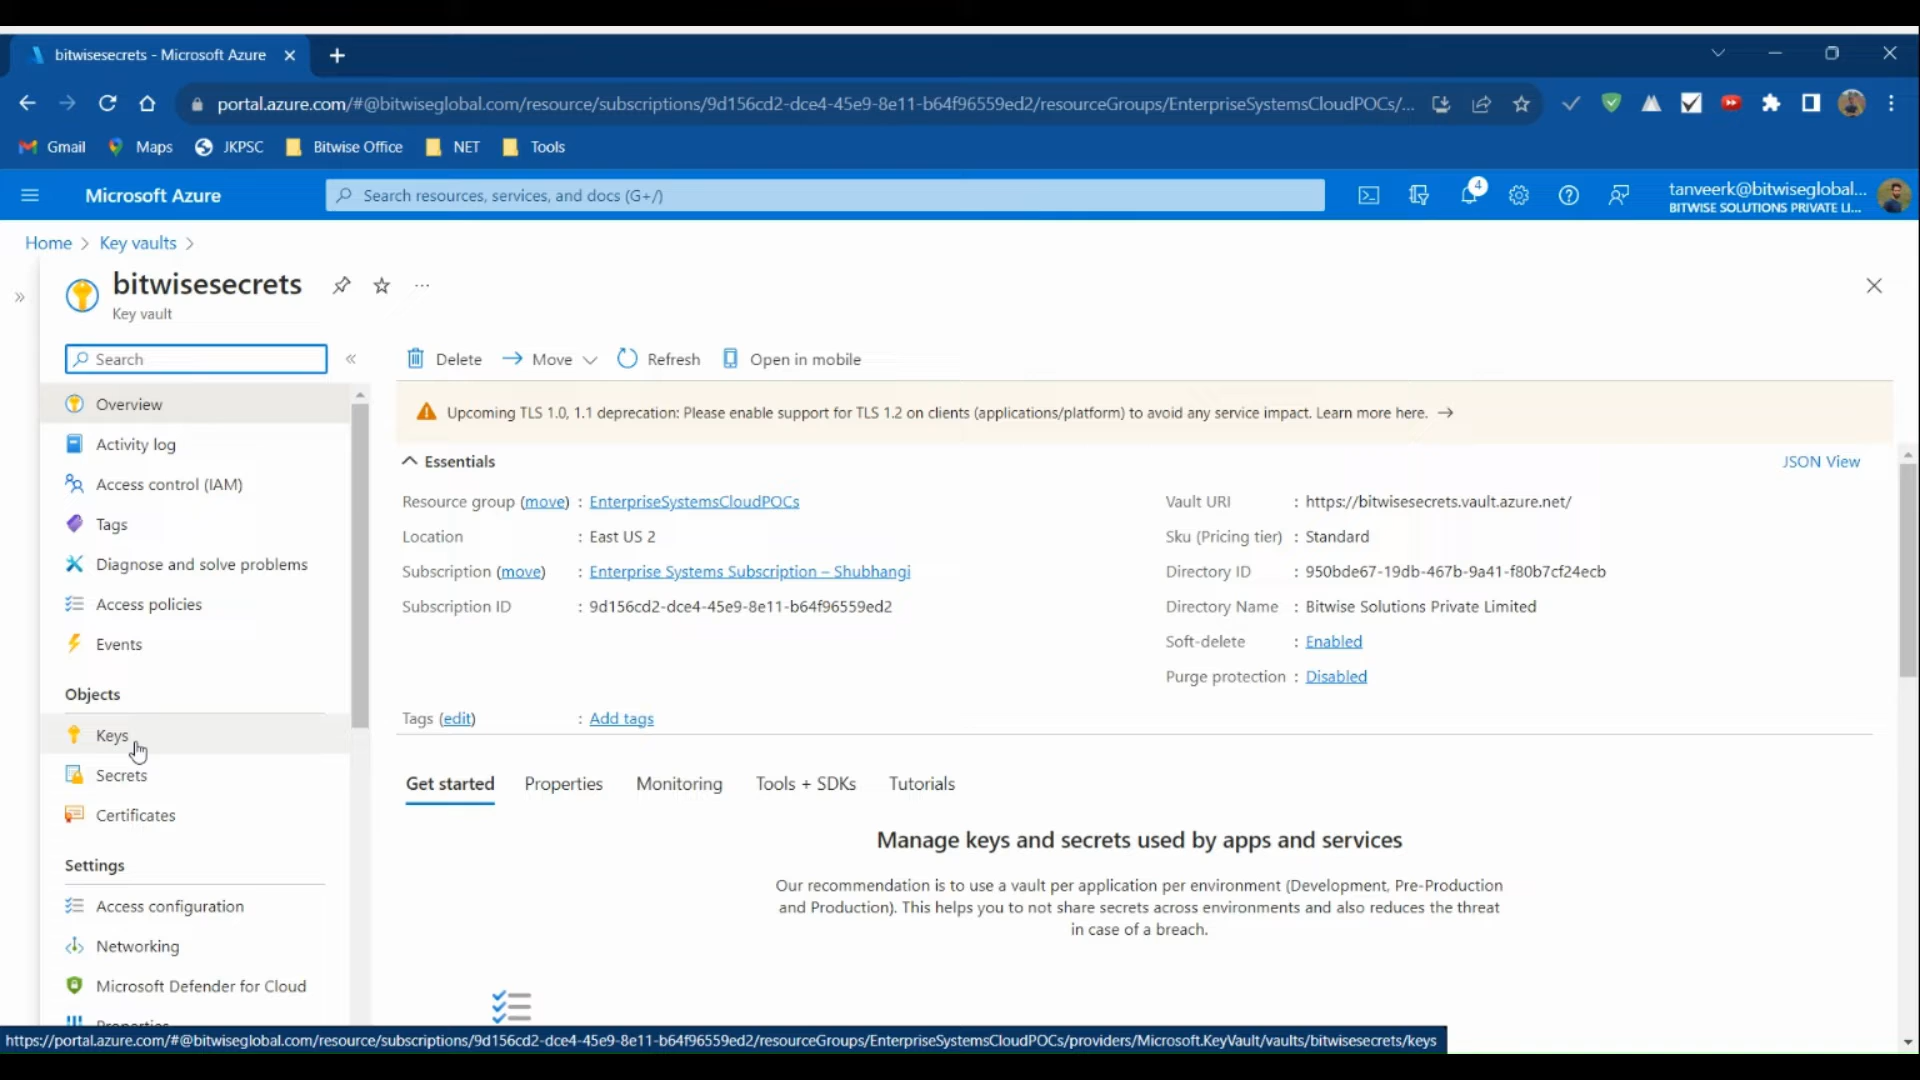 bitwisesecrets - Microsoft Azure
portal.azure.com/#@bitwiseglobal.com/resource/subscriptions/9d156cd2-dce4-45e9-8e11-b64f96559ed2/resourceGroups/EnterpriseSystemsCloudPOCs/...
Gmail Maps JKPSC Bitwise Office NET Tools
Microsoft Azure
Search resources, services, and docs (G+/)
4
tanveerk@bitwiseglobal...
BITWISE SOLUTIONS PRIVATE LI...
Home > Key vaults >
bitwisesecrets
Key vault
Search
Delete Move Refresh Open in mobile
Overview
Activity log
Access control (IAM)
Tags
Diagnose and solve problems
Access policies
Events
Objects
Keys
Secrets
Certificates
Settings
Access configuration
Networking
Microsoft Defender for Cloud
Properties
Upcoming TLS 1.0, 1.1 deprecation: Please enable support for TLS 1.2 on clients (applications/platform) to avoid any service impact. Learn more here. →
Essentials
JSON View
Resource group (move) : EnterpriseSystemsCloudPOCs
Location : East US 2
Subscription (move) : Enterprise Systems Subscription – Shubhangi
Subscription ID : 9d156cd2-dce4-45e9-8e11-b64f96559ed2
Vault URI : https://bitwisesecrets.vault.azure.net/
Sku (Pricing tier) : Standard
Directory ID : 950bde67-19db-467b-9a41-f80b7cf24ecb
Directory Name : Bitwise Solutions Private Limited
Soft-delete : Enabled
Purge protection : Disabled
Tags (edit) : Add tags
Get started Properties Monitoring Tools + SDKs Tutorials
Manage keys and secrets used by apps and services
Our recommendation is to use a vault per application per environment (Development, Pre-Production
and Production). This helps you to not share secrets across environments and also reduces the threat
in case of a breach.
https://portal.azure.com/#@bitwiseglobal.com/resource/subscriptions/9d156cd2-dce4-45e9-8e11-b64f96559ed2/resourceGroups/EnterpriseSystemsCloudPOCs/providers/Microsoft.KeyVault/vaults/bitwisesecrets/keys